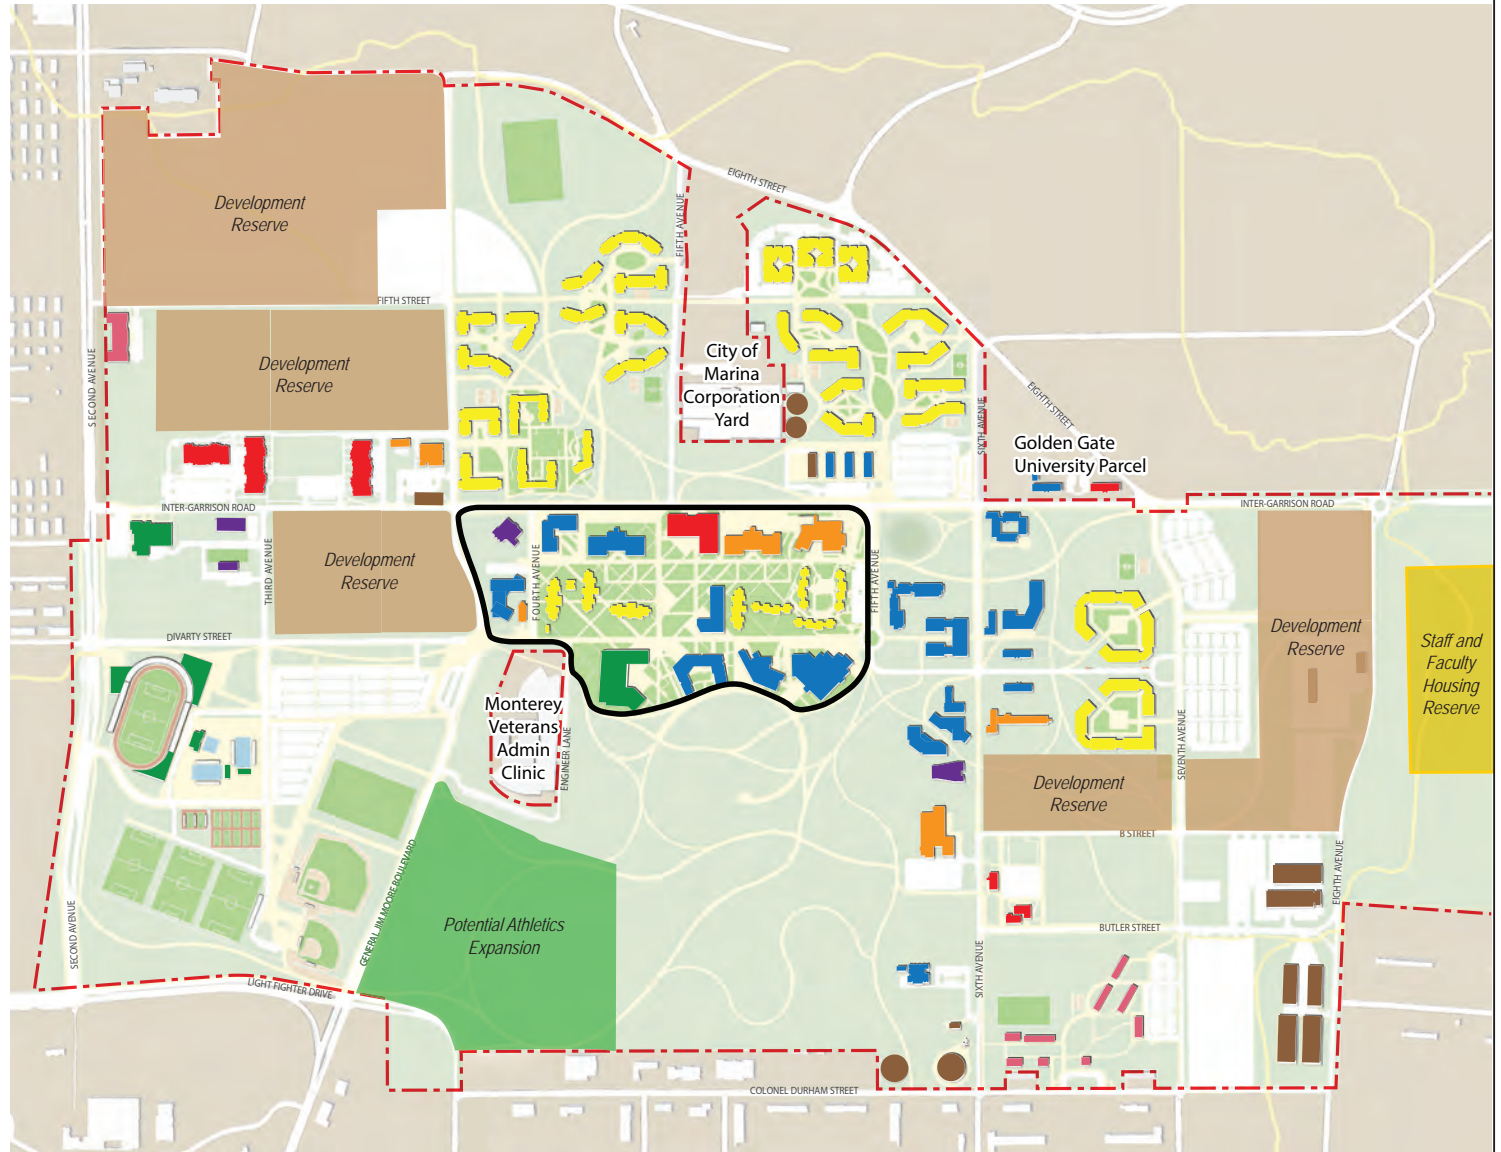 EIGHTH STREET
Development
Reserve
FIFTH AVENUE
FIFTH STREET
S SECOND AVENUE
Development
Reserve
City of
Marina
Corporation
Yard
EIGHTH STREET
SIXTH AVENUE
Golden Gate
University Parcel
INTER-GARRISON ROAD
INTER-GARRISON ROAD
THIRD AVENUE
Development
Reserve
FOURTH AVENUE
FIFTH AVENUE
DIVARTY STREET
Development
Reserve
Staff and
Faculty
Housing
Reserve
Monterey
Veterans
Admin
Clinic
ENGINEER LANE
SEVENTH AVENUE
Development
Reserve
B STREET
GENERAL JIM MOORE BOULEVARD
EIGHTH AVENUE
Potential Athletics
Expansion
SECOND AVENUE
BUTLER STREET
SIXTH AVENUE
LIGHT FIGHTER DRIVE
COLONEL DURHAM STREET